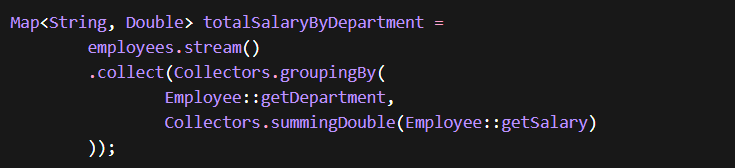 Map<String, Double> totalSalaryByDepartment =
        employees.stream()
        .collect(Collectors.groupingBy(
                Employee::getDepartment,
                Collectors.summingDouble(Employee::getSalary)
        ));